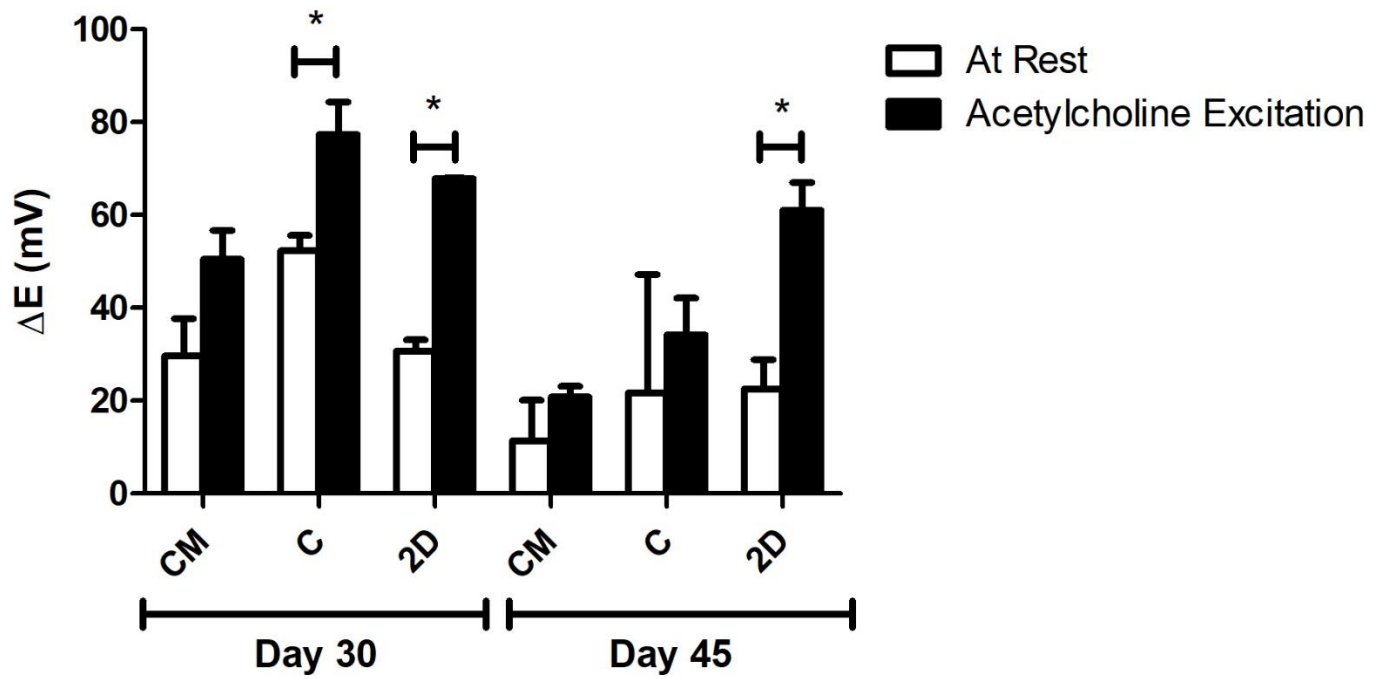 100
80
60
40
20
0
ΔE (mV)
*
*
*
At Rest
Acetylcholine Excitation
CM
C
2D
CM
C
2D
Day 30
Day 45